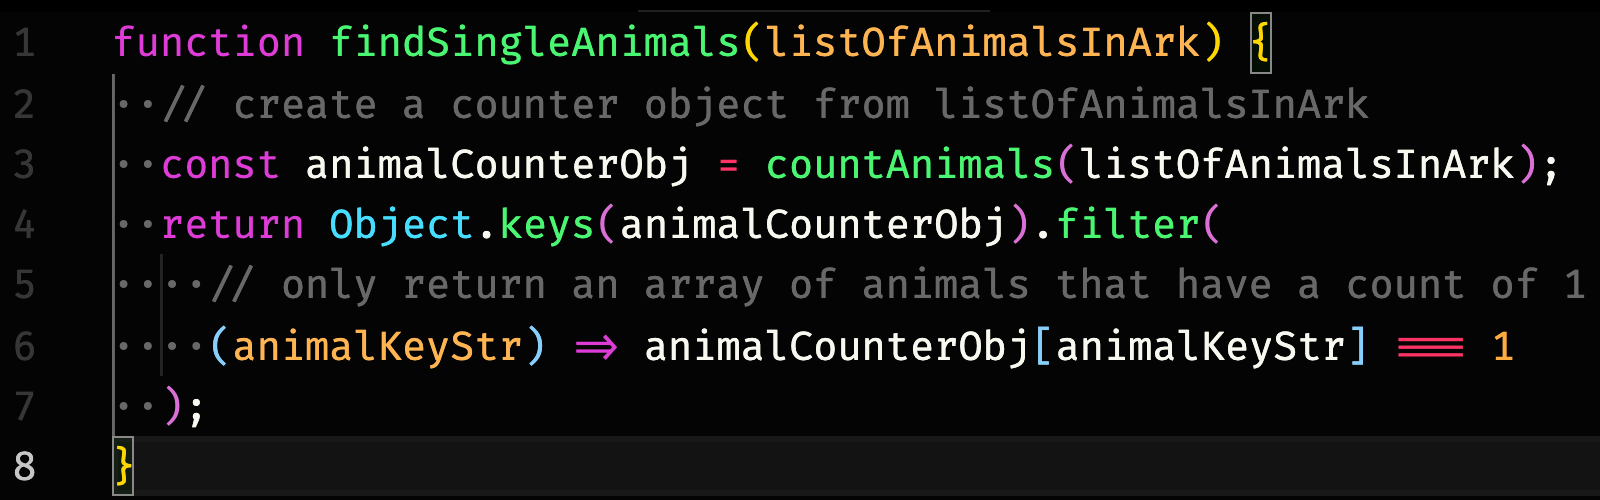 1 function findSingleAnimals(listOfAnimalsInArk) {
2 ··// create a counter object from listOfAnimalsInArk
3 ··const animalCounterObj = countAnimals(listOfAnimalsInArk);
4 ··return Object.keys(animalCounterObj).filter(
5 ····// only return an array of animals that have a count of 1
6 ····(animalKeyStr) => animalCounterObj[animalKeyStr] === 1
7 ··);
8 }